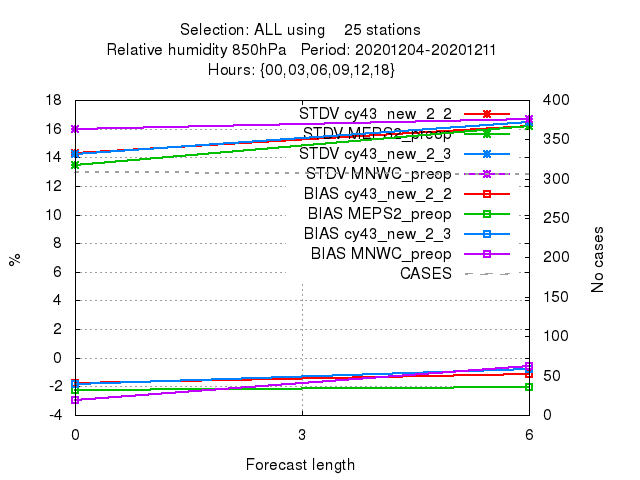 Selection: ALL using 25 stations
Relative humidity 850hPa Period: 20201204-20201211
Hours: {00,03,06,09,12,18}
18 400
16 350
14 300
12 250
10 200
8 150
6 100
4 50
2 0
0
-2
-4
STDV cy43_new_2_2
STDV MEPS2_preop
STDV cy43_new_2_3
STDV MNWC_preop
BIAS cy43_new_2_2
BIAS MEPS2_preop
BIAS cy43_new_2_3
BIAS MNWC_preop
CASES
%
No cases
0 3 6
Forecast length